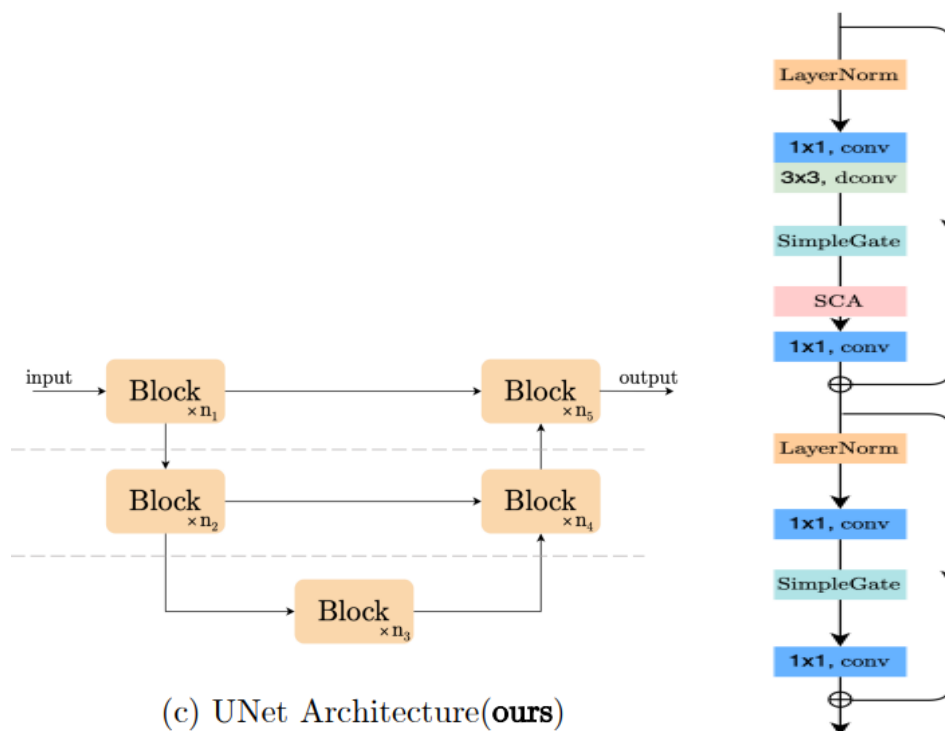 input
Block
×n₁
Block
×n₅
output
Block
×n₂
Block
×n₄
Block
×n₃
(c) UNet Architecture(ours)
LayerNorm
1x1, conv
3x3, dconv
SimpleGate
SCA
1x1, conv
LayerNorm
1x1, conv
SimpleGate
1x1, conv